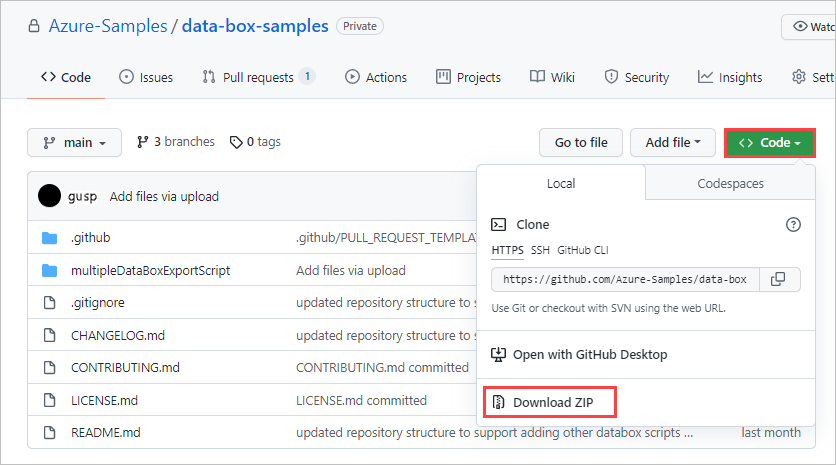 Azure-Samples / data-box-samples Private Watc
Code Issues Pull requests 1 Actions Projects Wiki Security Insights Sett
main 3 branches 0 tags Go to file Add file Code
gusp Add files via upload
.github .github/PULL_REQUEST_TEMPLA
multipleDataBoxExportScript Add files via upload
.gitignore updated repository structure to s
CHANGELOG.md updated repository structure to s
CONTRIBUTING.md CONTRIBUTING.md committed
LICENSE.md LICENSE.md committed
README.md updated repository structure to support adding other databox scripts ... last month
Local Codespaces
Clone
HTTPS SSH GitHub CLI
https://github.com/Azure-Samples/data-box
Use Git or checkout with SVN using the web URL.
Open with GitHub Desktop
Download ZIP